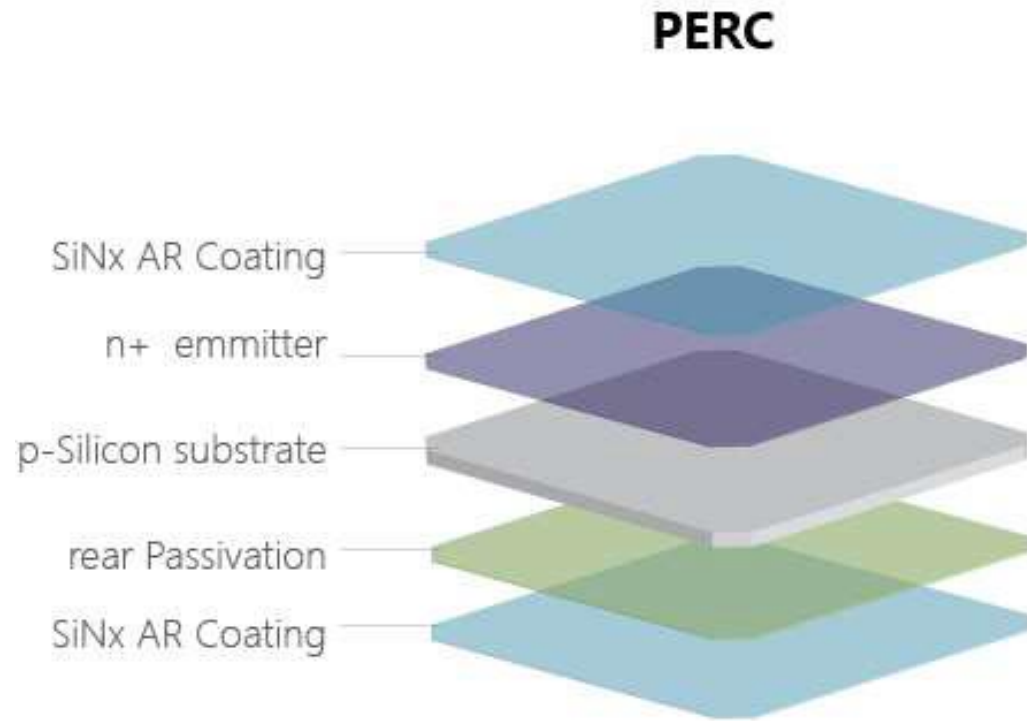 PERC
SiNx AR Coating
n+ emmitter
p-Silicon substrate
rear Passivation
SiNx AR Coating